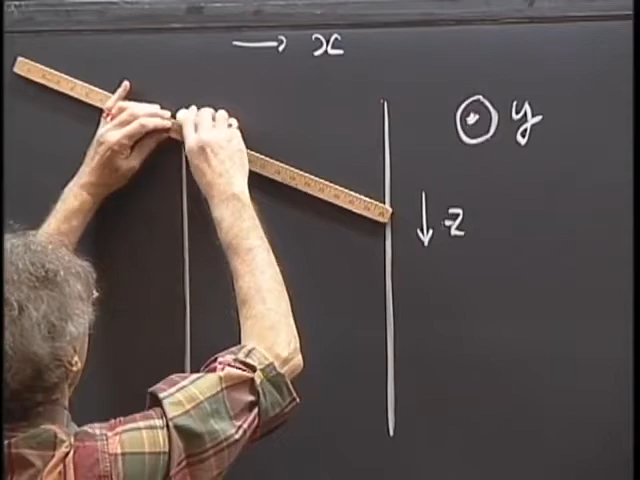 → x
⊙ y
↓ z